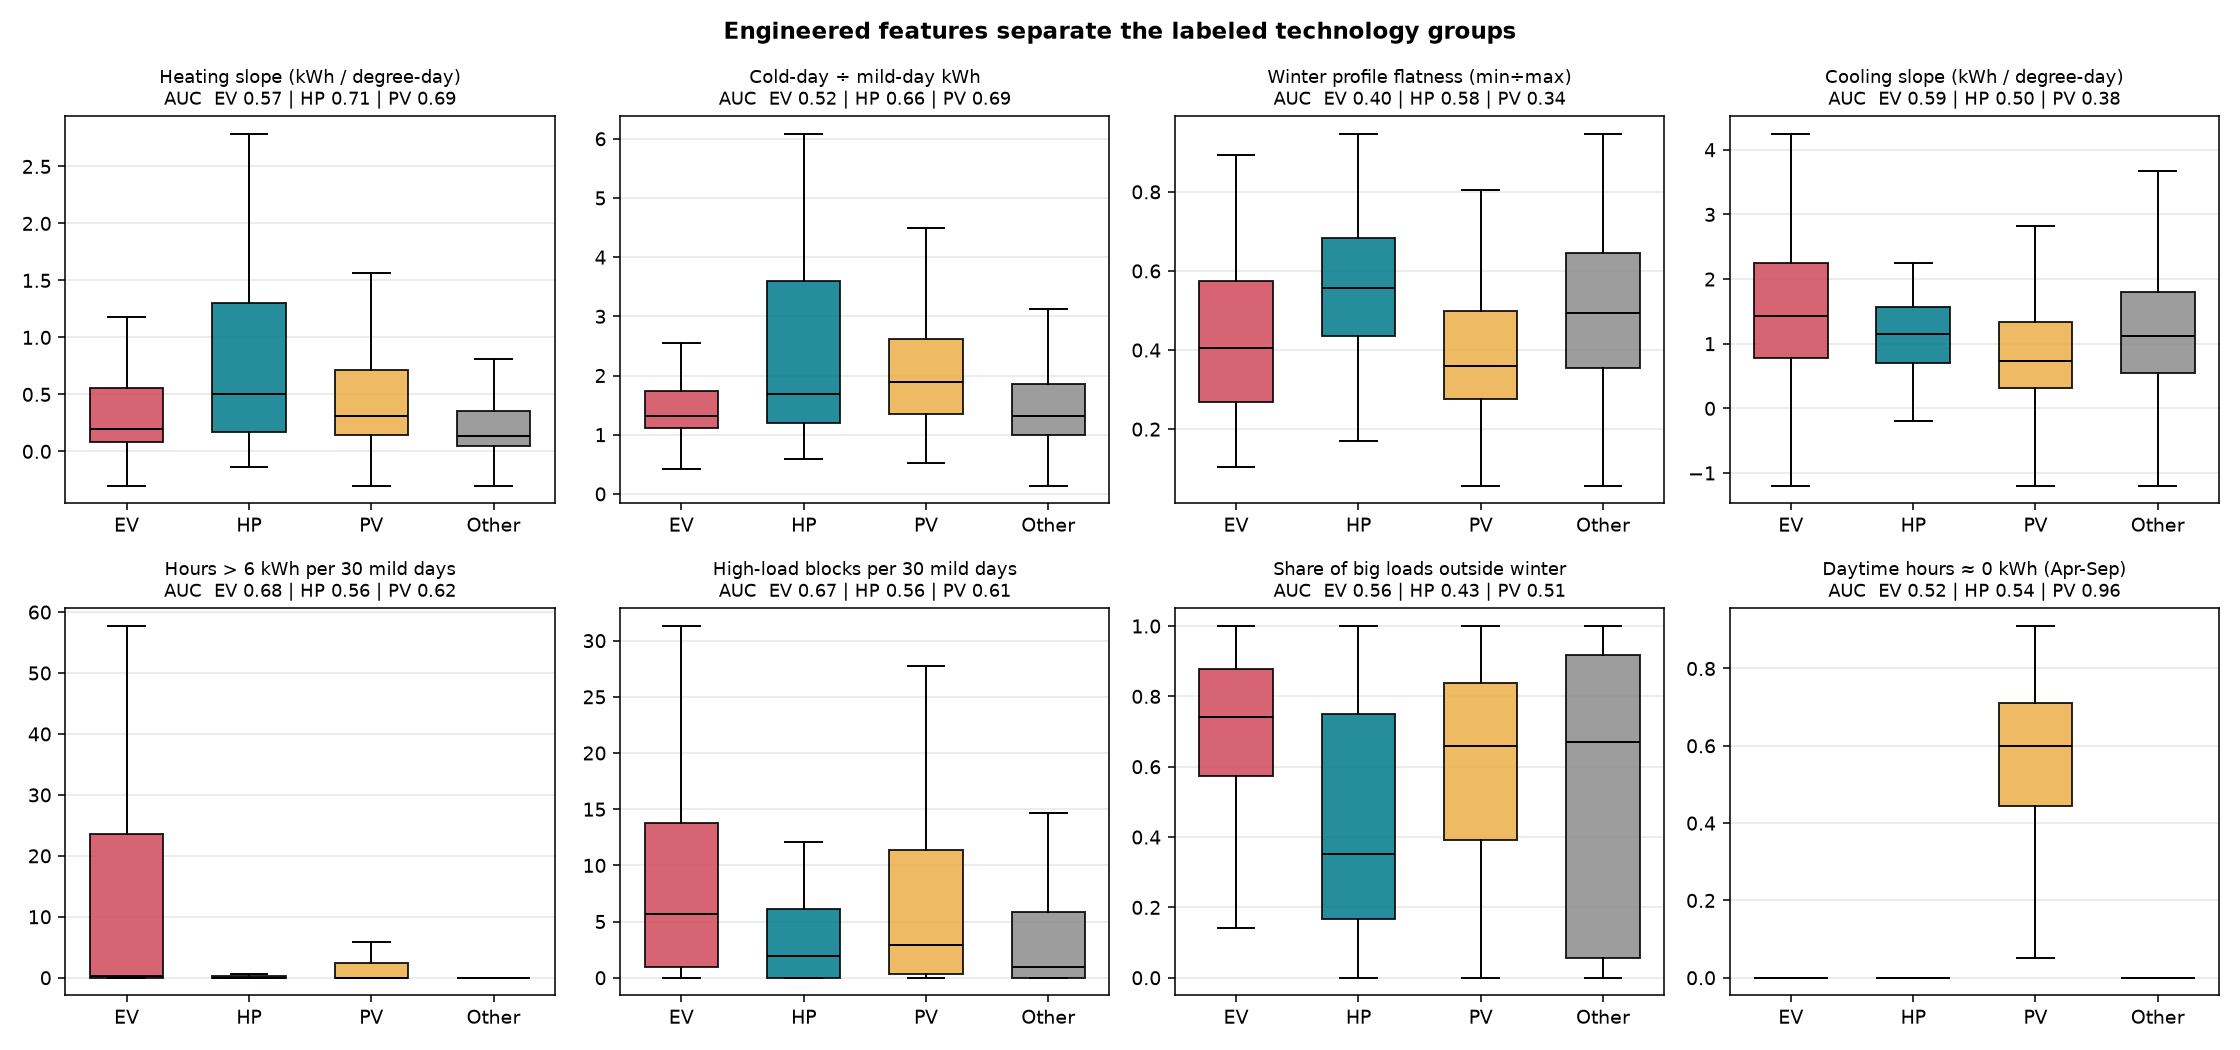 Engineered features separate the labeled technology groups
Heating slope (kWh / degree-day)
AUC  EV 0.57 | HP 0.71 | PV 0.69
2.5
2.0
1.5
1.0
0.5
0.0
EV HP PV Other
Cold-day ÷ mild-day kWh
AUC  EV 0.52 | HP 0.66 | PV 0.69
6
5
4
3
2
1
0
EV HP PV Other
Winter profile flatness (min÷max)
AUC  EV 0.40 | HP 0.58 | PV 0.34
0.8
0.6
0.4
0.2
EV HP PV Other
Cooling slope (kWh / degree-day)
AUC  EV 0.59 | HP 0.50 | PV 0.38
4
3
2
1
0
−1
EV HP PV Other
Hours > 6 kWh per 30 mild days
AUC  EV 0.68 | HP 0.56 | PV 0.62
60
50
40
30
20
10
0
EV HP PV Other
High-load blocks per 30 mild days
AUC  EV 0.67 | HP 0.56 | PV 0.61
30
25
20
15
10
5
0
EV HP PV Other
Share of big loads outside winter
AUC  EV 0.56 | HP 0.43 | PV 0.51
1.0
0.8
0.6
0.4
0.2
0.0
EV HP PV Other
Daytime hours ≈ 0 kWh (Apr-Sep)
AUC  EV 0.52 | HP 0.54 | PV 0.96
0.8
0.6
0.4
0.2
0.0
EV HP PV Other